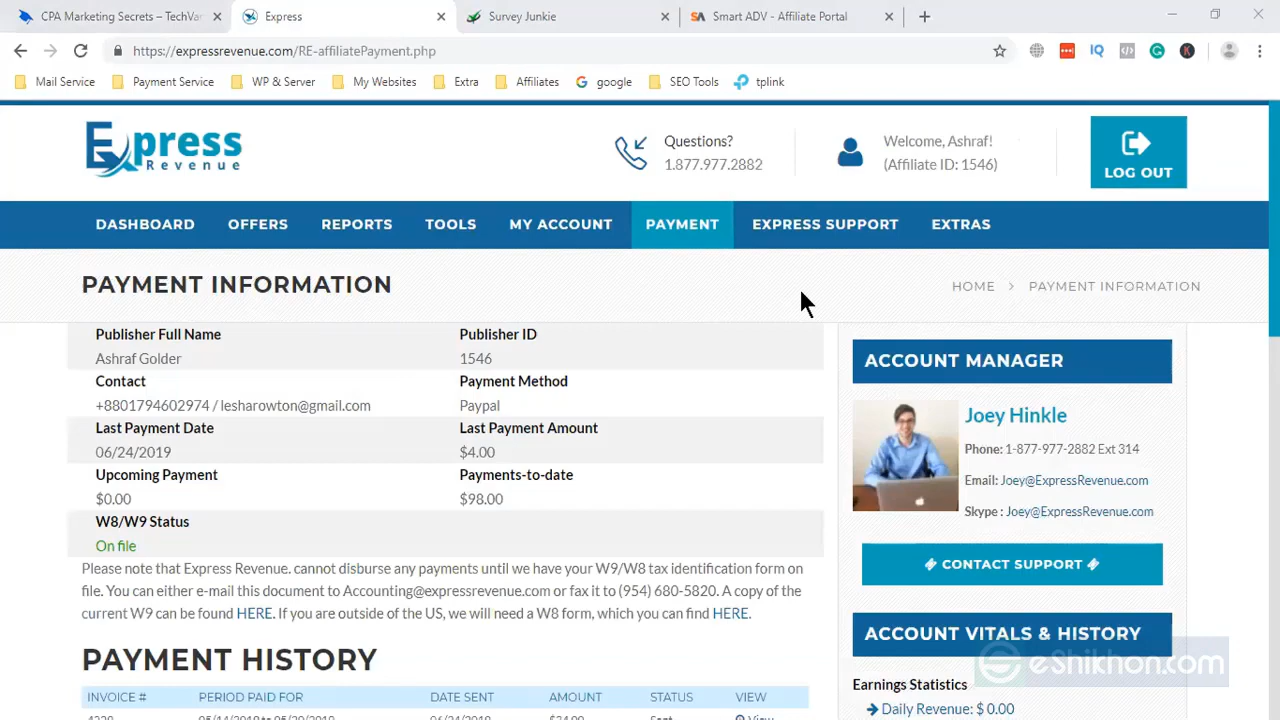 CPA Marketing Secrets – TechVa
Express
Survey Junkie
Smart ADV - Affiliate Portal
https://expressrevenue.com/RE-affiliatePayment.php
Mail Service
Payment Service
WP & Server
My Websites
Extra
Affiliates
google
SEO Tools
tplink
Express
Revenue
Questions?
1.877.977.2882
Welcome, Ashraf!
(Affiliate ID: 1546)
LOG OUT
DASHBOARD OFFERS REPORTS TOOLS MY ACCOUNT PAYMENT EXPRESS SUPPORT EXTRAS
PAYMENT INFORMATION
HOME > PAYMENT INFORMATION
Publisher Full Name Publisher ID
Ashraf Golder 1546
Contact Payment Method
+8801794602974 / lesharowton@gmail.com Paypal
Last Payment Date Last Payment Amount
06/24/2019 $4.00
Upcoming Payment Payments-to-date
$0.00 $98.00
W8/W9 Status
On file
Please note that Express Revenue. cannot disburse any payments until we have your W9/W8 tax identification form on
file. You can either e-mail this document to Accounting@expressrevenue.com or fax it to (954) 680-5820. A copy of the
current W9 can be found HERE. If you are outside of the US, we will need a W8 form, which you can find HERE.
PAYMENT HISTORY
INVOICE # PERIOD PAID FOR DATE SENT AMOUNT STATUS VIEW
ACCOUNT MANAGER
Joey Hinkle
Phone: 1-877-977-2882 Ext 314
Email: Joey@ExpressRevenue.com
Skype : Joey@ExpressRevenue.com
CONTACT SUPPORT
ACCOUNT VITALS & HISTORY
eShikhon.com
Earnings Statistics
Daily Revenue: $ 0.00